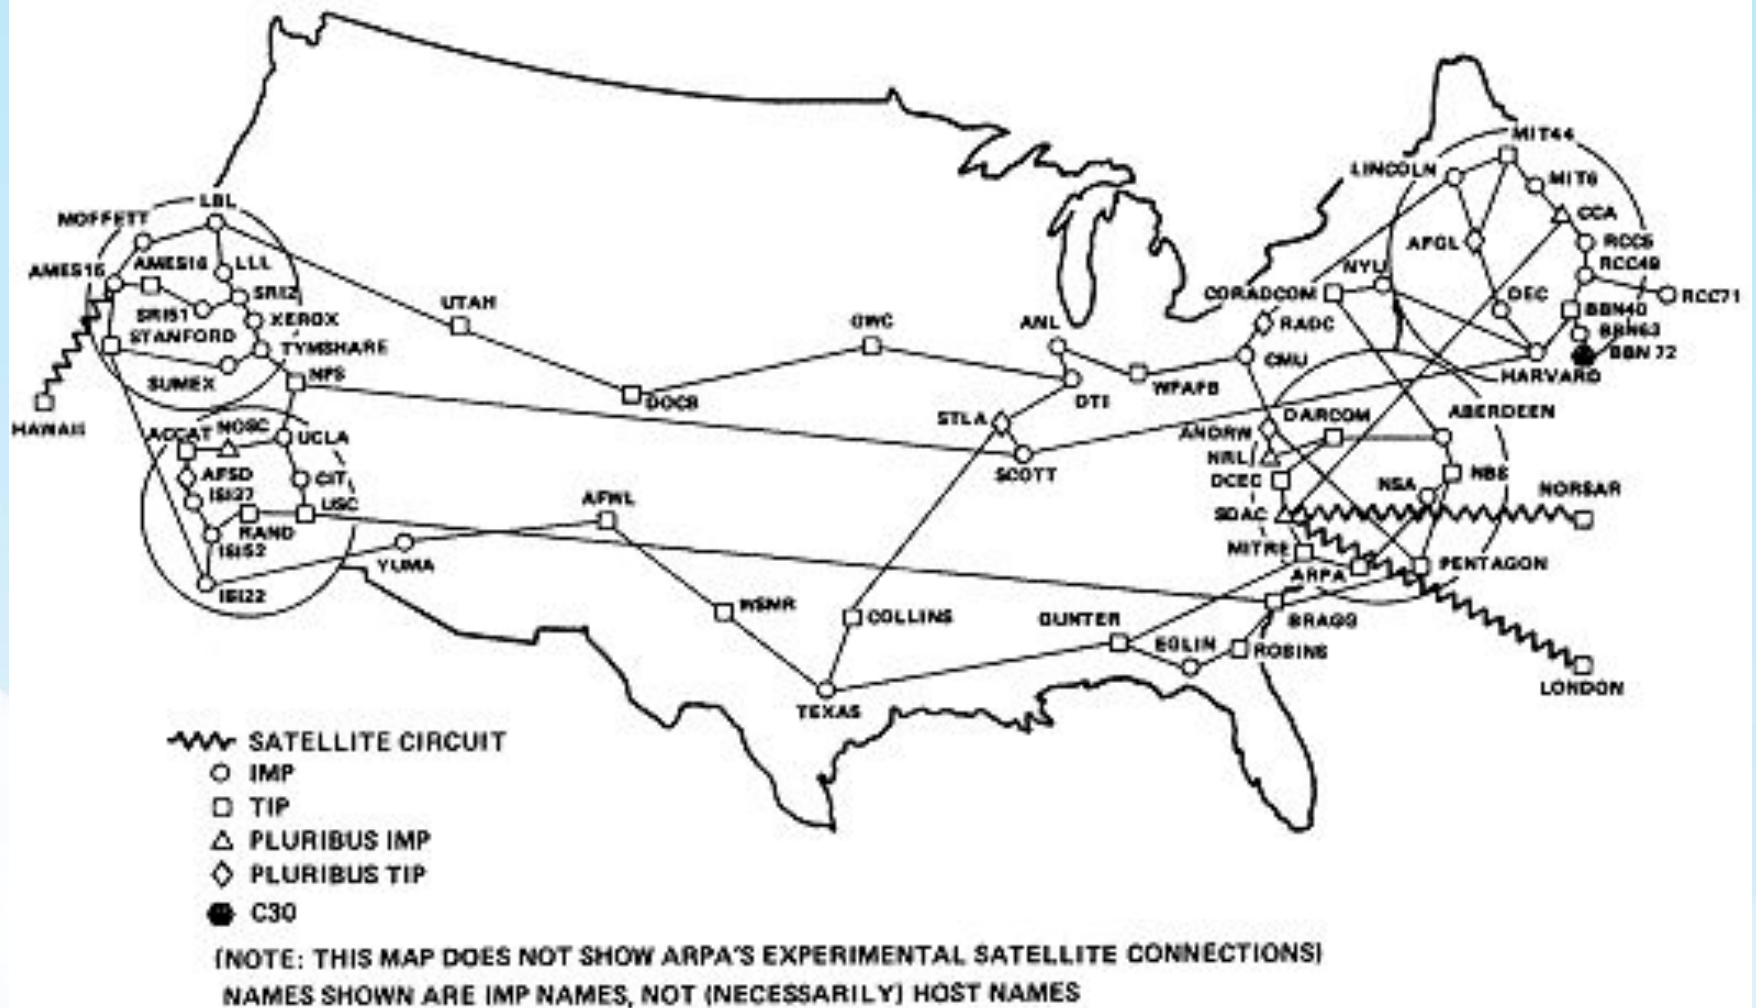 MIT44
LINCOLN
MIT6
LBL
CCA
MOFFETT
AFGL
RCC5
AMES15
AMES16
LLL
NYU
RCC49
SRI2
UTAH
CORADCOM
DEC
RCC71
SRI51
XEROX
GWC
ANL
RADC
BBN40
STANFORD
BBN63
TYMSHARE
CMU
BBN 72
SUMEX
NPS
WPAFB
HARVARD
DTI
DOCB
HAWAII
STLA
DARCOM
ABERDEEN
ACCAT
NOSC
UCLA
ANDRW
NRL
SCOTT
AFSD
CIT
DCEC
NSA
NBS
ISI27
AFWL
NORSAR
USC
SDAC
RAND
ISI52
MITRE
YUMA
ARPA
PENTAGON
ISI22
WSMR
COLLINS
GUNTER
BRAGG
EGLIN
ROBINS
LONDON
TEXAS
SATELLITE CIRCUIT
IMP
TIP
PLURIBUS IMP
PLURIBUS TIP
C30
(NOTE: THIS MAP DOES NOT SHOW ARPA'S EXPERIMENTAL SATELLITE CONNECTIONS)
NAMES SHOWN ARE IMP NAMES, NOT (NECESSARILY) HOST NAMES